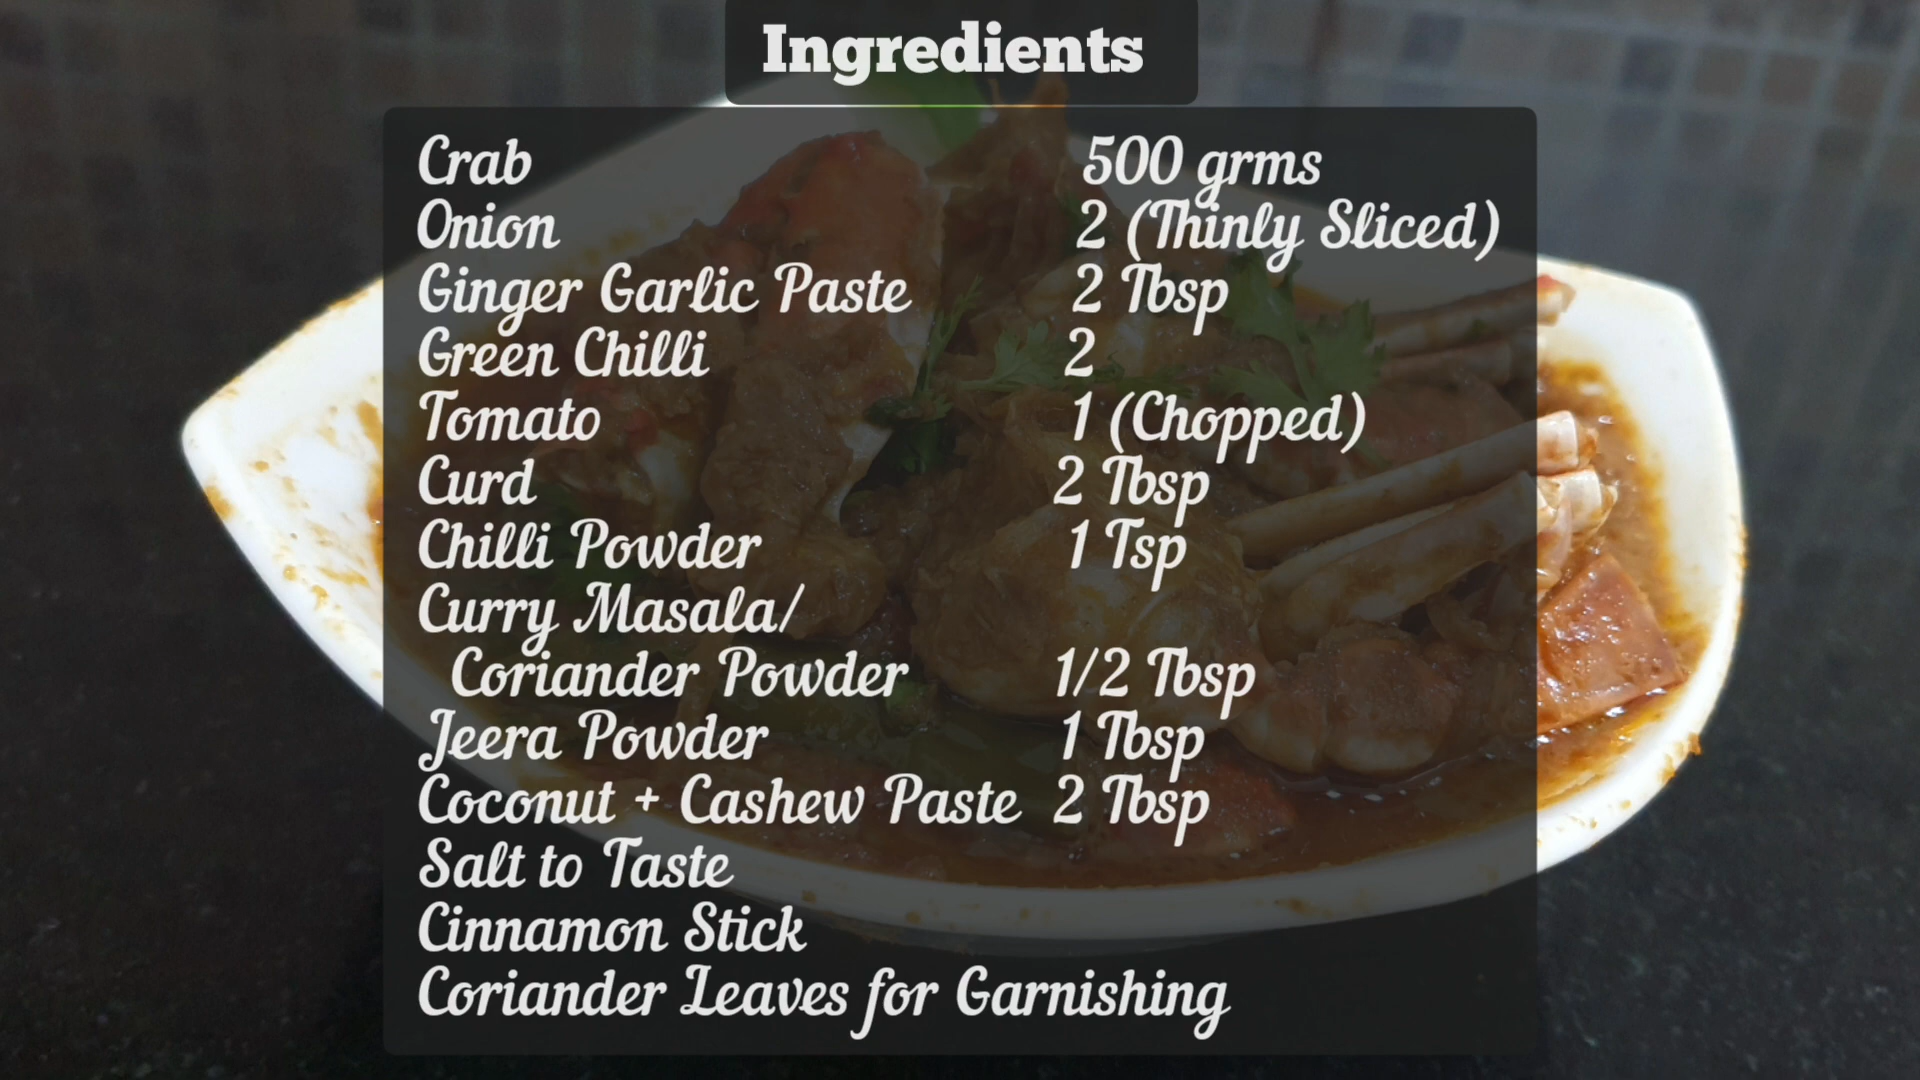 Ingredients
Crab 500 grms
Onion 2 (Thinly Sliced)
Ginger Garlic Paste 2 Tbsp
Green Chilli 2
Tomato 1 (Chopped)
Curd 2 Tbsp
Chilli Powder 1 Tsp
Curry Masala/
Coriander Powder 1/2 Tbsp
Jeera Powder 1 Tbsp
Coconut + Cashew Paste 2 Tbsp
Salt to Taste
Cinnamon Stick
Coriander Leaves for Garnishing